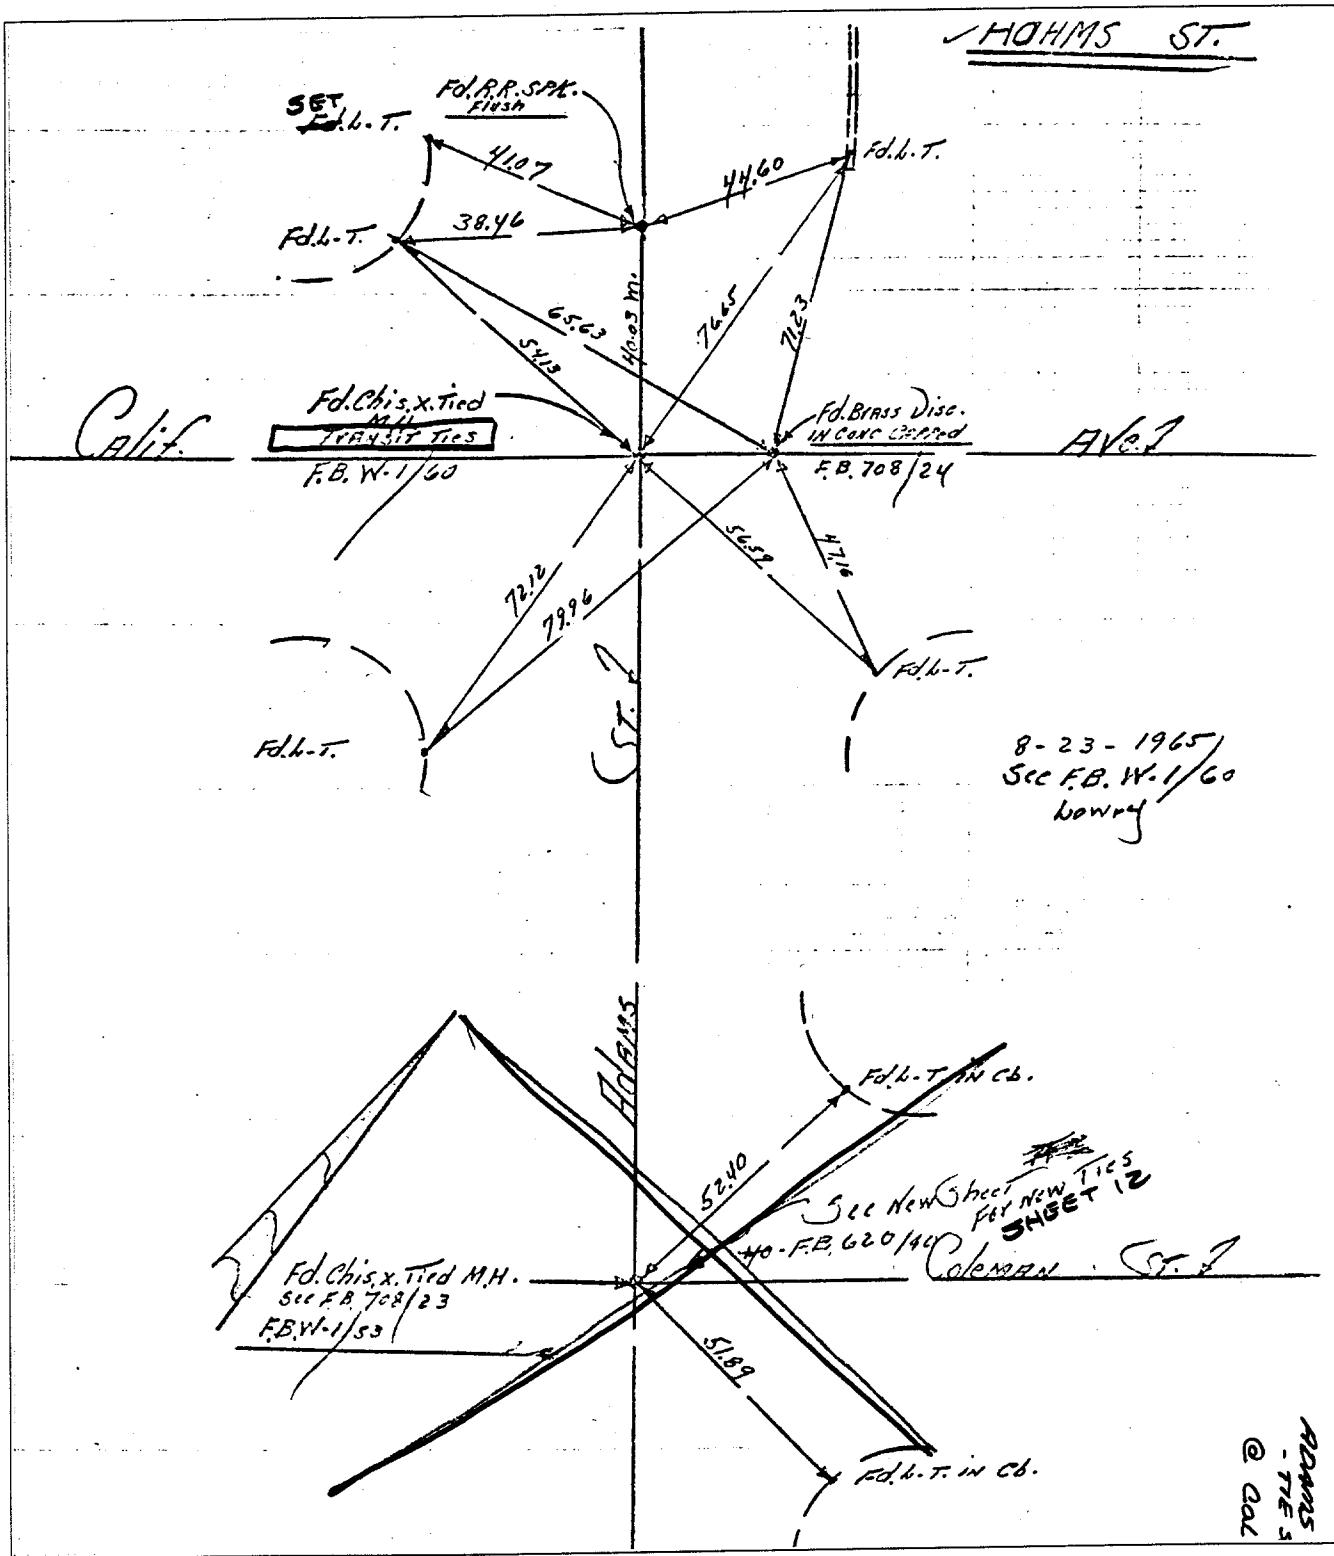 ADAMS ST.
SET
Fd. L-T.
Fd. R.R. SPK.
Flush
Fd. L-T.
41.07
44.60
Fd. L-T.
38.46
40.03 m.
65.63
54.13
76.65
71.23
Calif.
Fd. Chis. x. Tied
M.H.
TRANSIT TIES
F.B. W-1/60
Fd. Brass Disc.
IN CONC
F.B. 708/24
AVE.
72.12
79.96
56.59
47.16
Fd. L-T.
Fd. L-T.
ST.
8-23-1965
See F.B. W-1/60
Lowry
ADAMS
Fd. L-T. IN Cb.
52.40
See New Sheet
For New Ties
SHEET 12
F.B. 620/
Coleman ST.
Fd. Chis. x. Tied M.H.
See F.B. 708/23
F.B. W-1/53
51.89
Fd. L-T. IN Cb.
ADAMS
- TIES
@ CAL